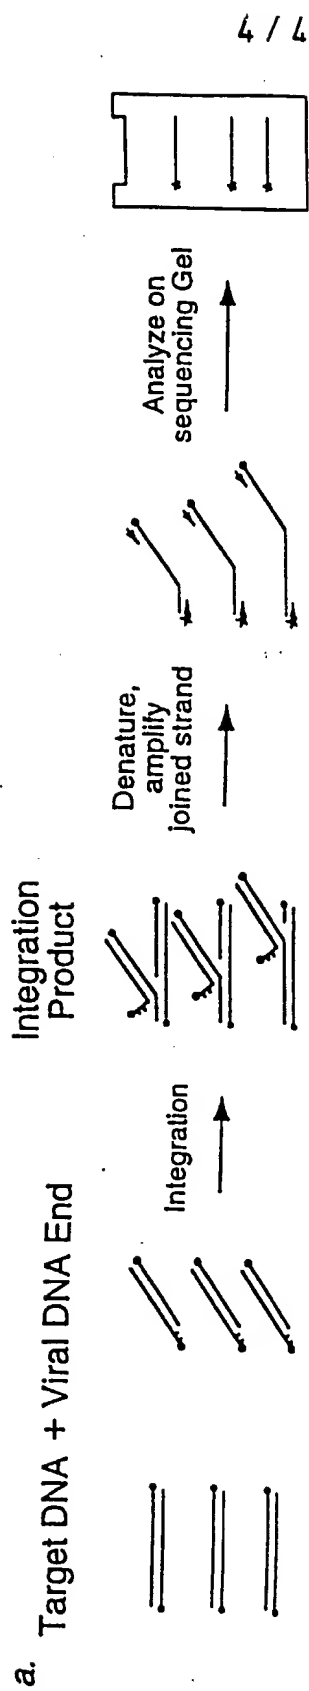 4 / 4
a. Target DNA + Viral DNA End
Integration
Integration
Product
Denature,
amplify
joined strand
Analyze on
sequencing Gel